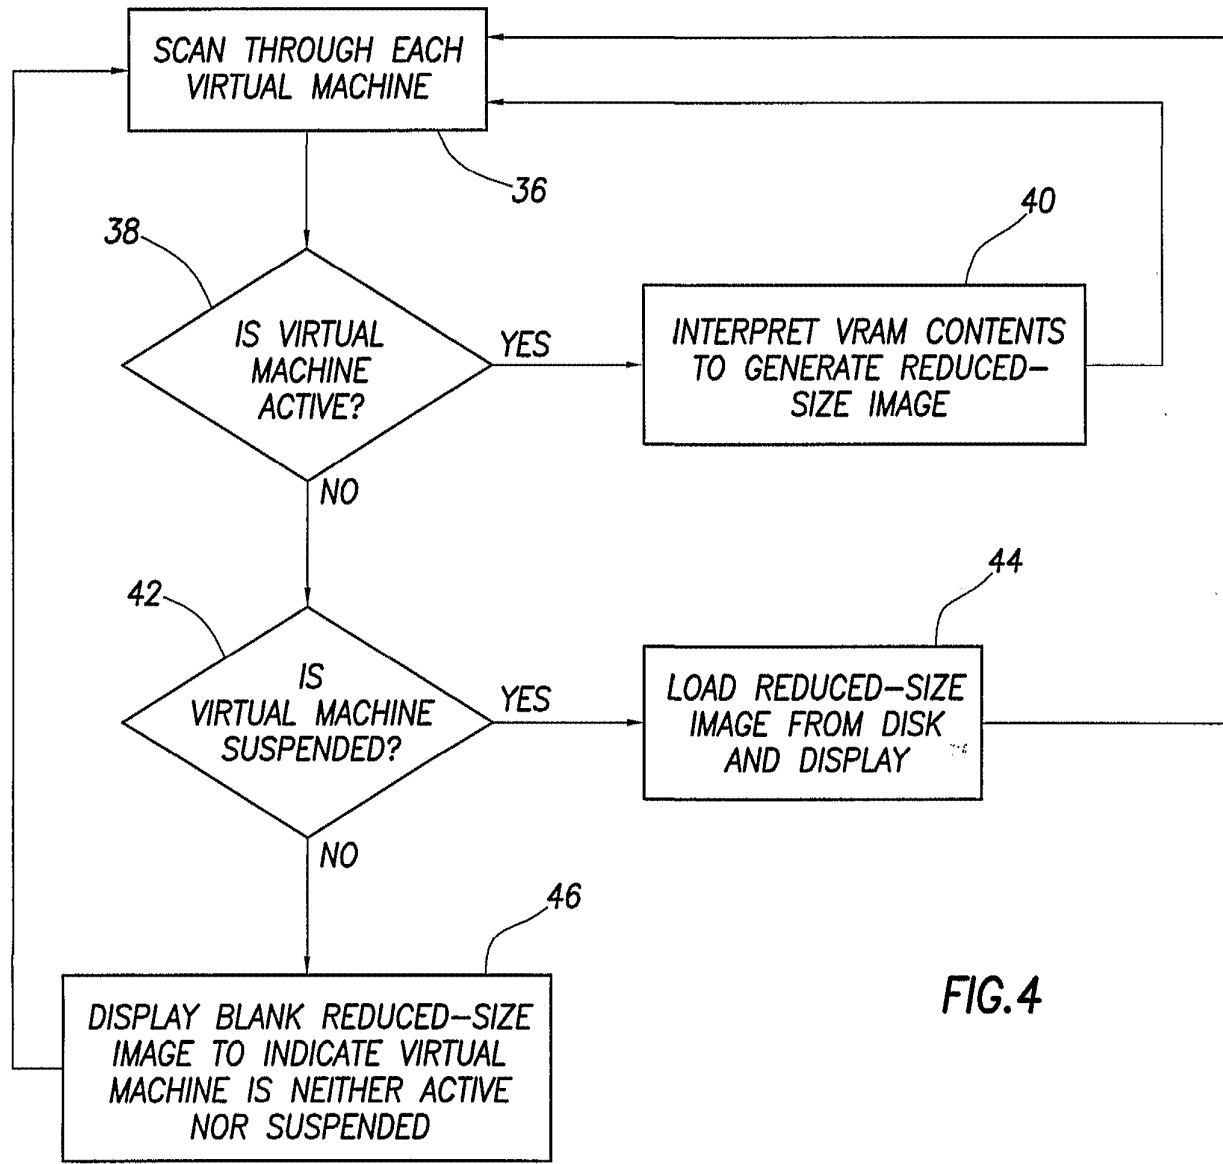 SCAN THROUGH EACH
VIRTUAL MACHINE
36
38
40
IS VIRTUAL
MACHINE
ACTIVE?
YES
INTERPRET VRAM CONTENTS
TO GENERATE REDUCED-
SIZE IMAGE
NO
42
44
IS
VIRTUAL MACHINE
SUSPENDED?
YES
LOAD REDUCED-SIZE
IMAGE FROM DISK
AND DISPLAY
NO
46
DISPLAY BLANK REDUCED-SIZE
IMAGE TO INDICATE VIRTUAL
MACHINE IS NEITHER ACTIVE
NOR SUSPENDED
FIG.4